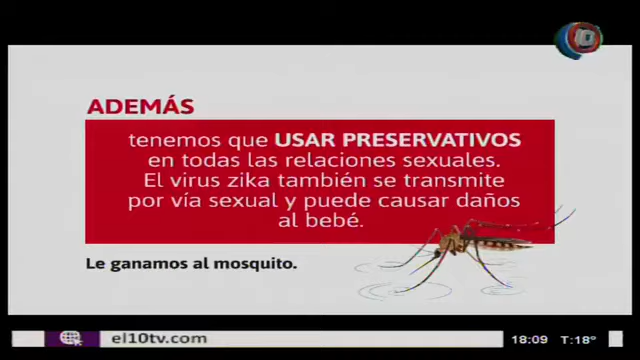 10
ADEMÁS
tenemos que USAR PRESERVATIVOS
en todas las relaciones sexuales.
El virus zika también se transmite
por vía sexual y puede causar daños
al bebé.
Le ganamos al mosquito.
el10tv.com
18:09 T:18°